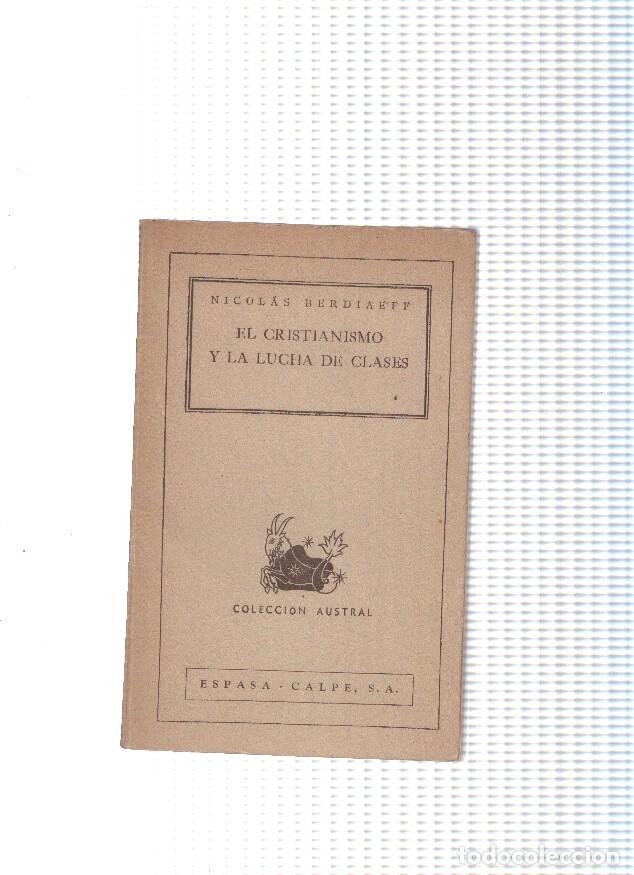 NICOLÁS BERDIAEFF
EL CRISTIANISMO
Y LA LUCHA DE CLASES
COLECCION AUSTRAL
ESPASA - CALPE, S. A.
todocoleccion